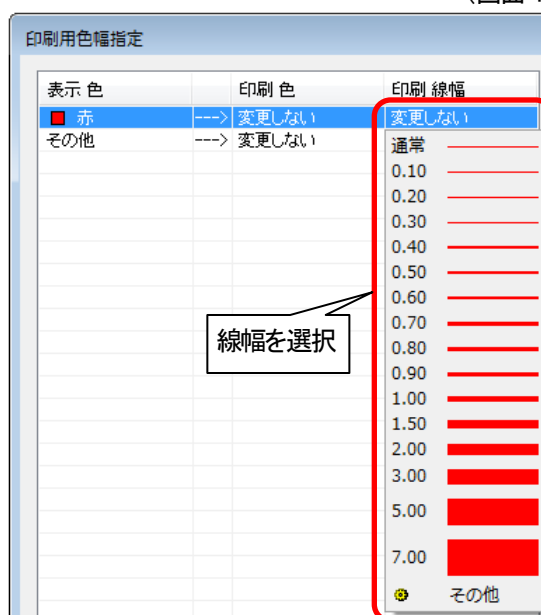 印刷用色幅指定
表示 色 印刷 色 印刷 線幅
赤 ---> 変更しない 変更しない
その他 ---> 変更しない
通常
0.10
0.20
0.30
0.40
0.50
0.60
0.70
0.80
0.90
1.00
1.50
2.00
3.00
5.00
7.00
その他
線幅を選択